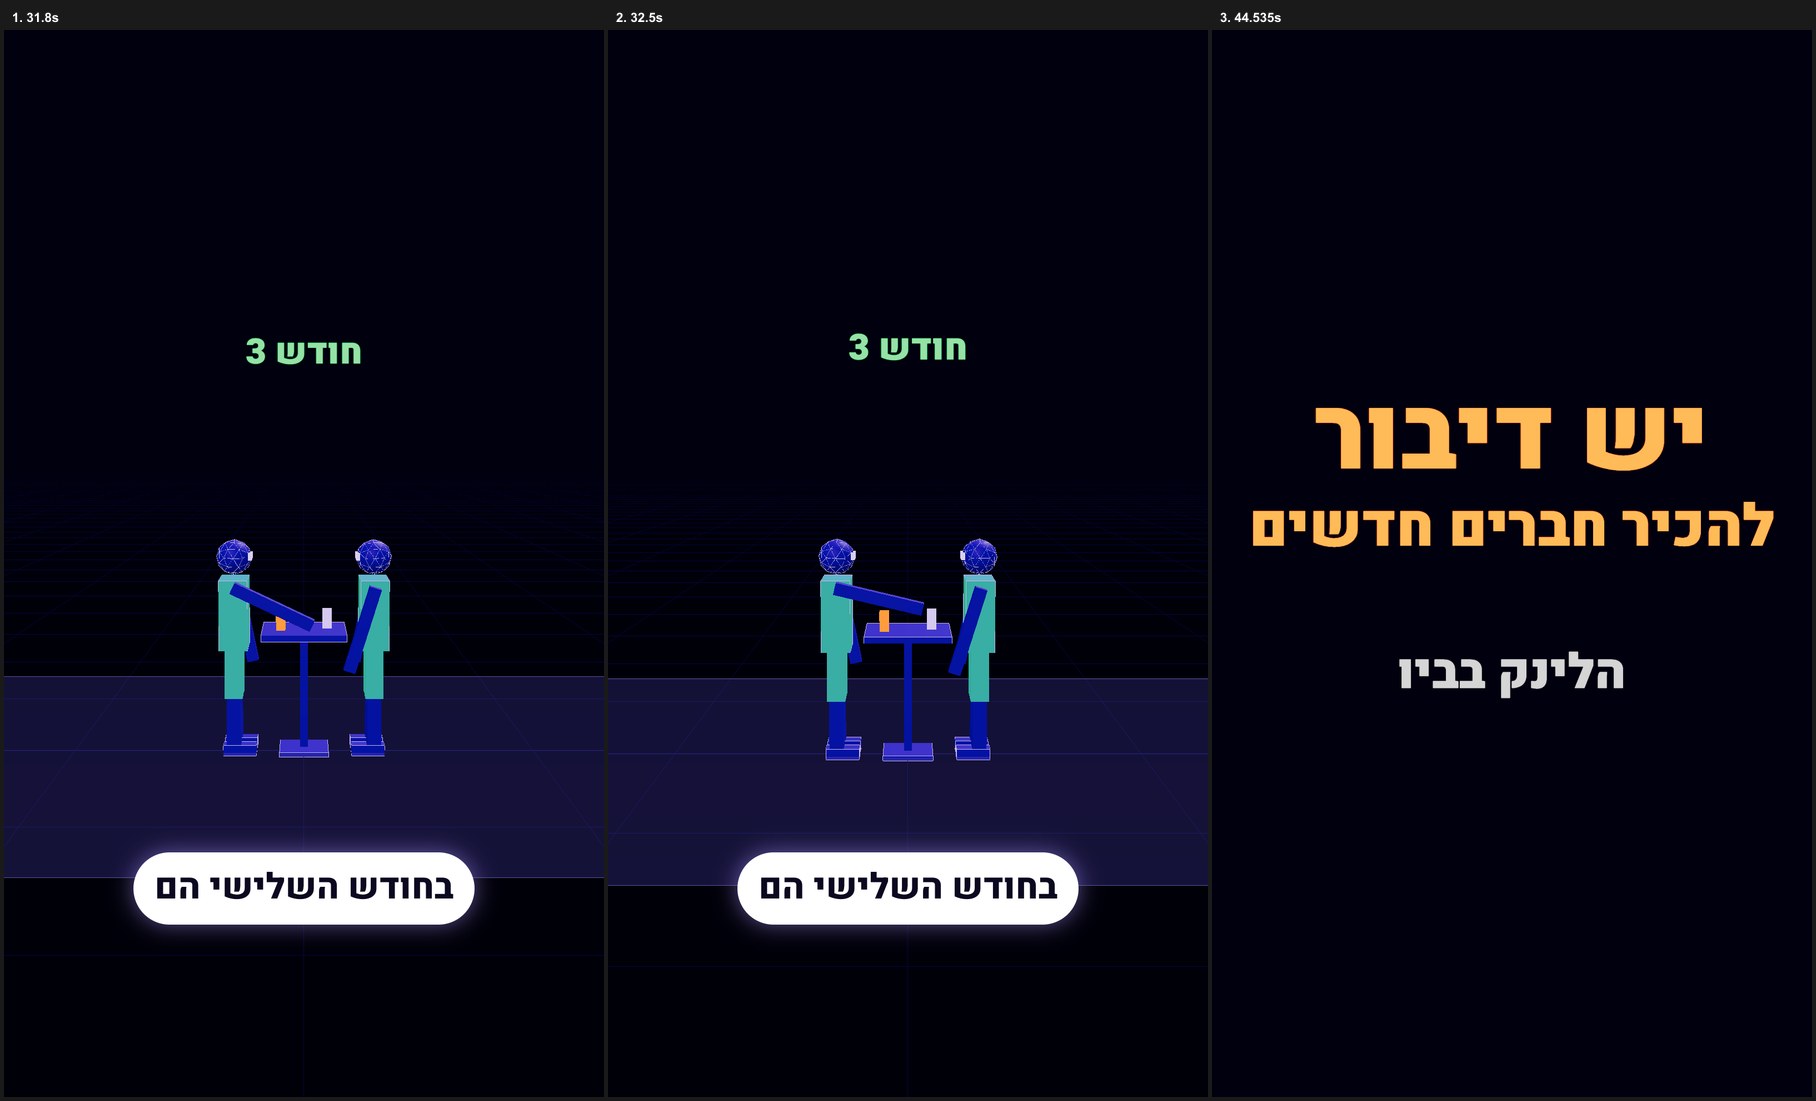 1. 31.8s
חודש 3
בחודש השלישי הם
2. 32.5s
חודש 3
בחודש השלישי הם
3. 44.535s
יש דיבור
להכיר חברים חדשים
הלינק בביו